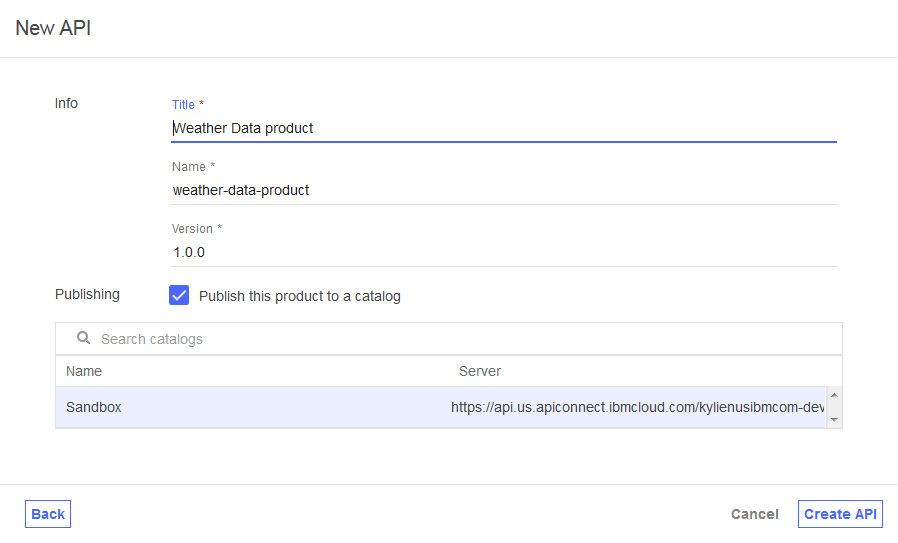 New API
Info
Title *
Weather Data product
Name *
weather-data-product
Version *
1.0.0
Publishing
Publish this product to a catalog
Search catalogs
Name Server
Sandbox https://api.us.apiconnect.ibmcloud.com/kylienusibmcom-dev
Back Cancel Create API